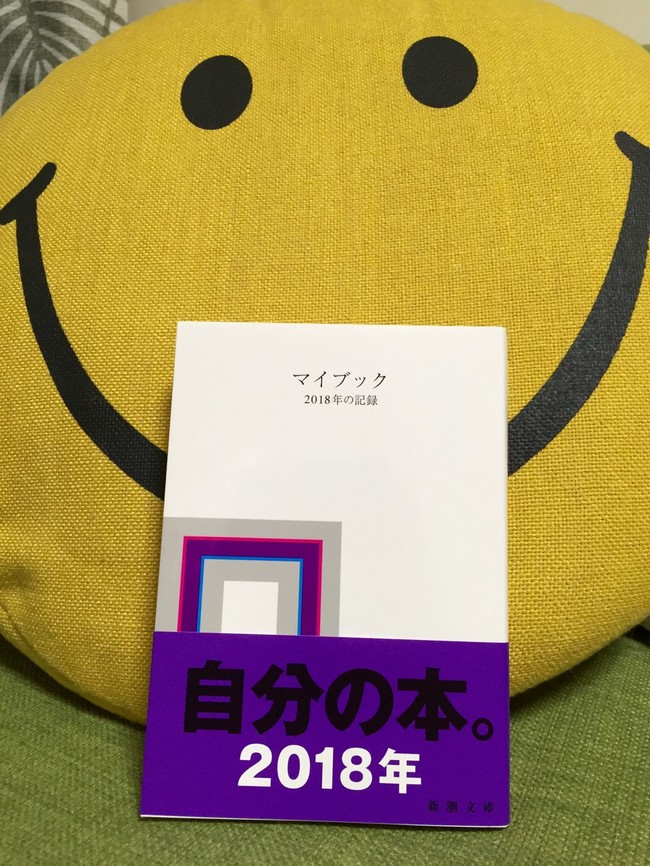 マイブック
2018年の記録
自分の本。
2018年
新潮文庫